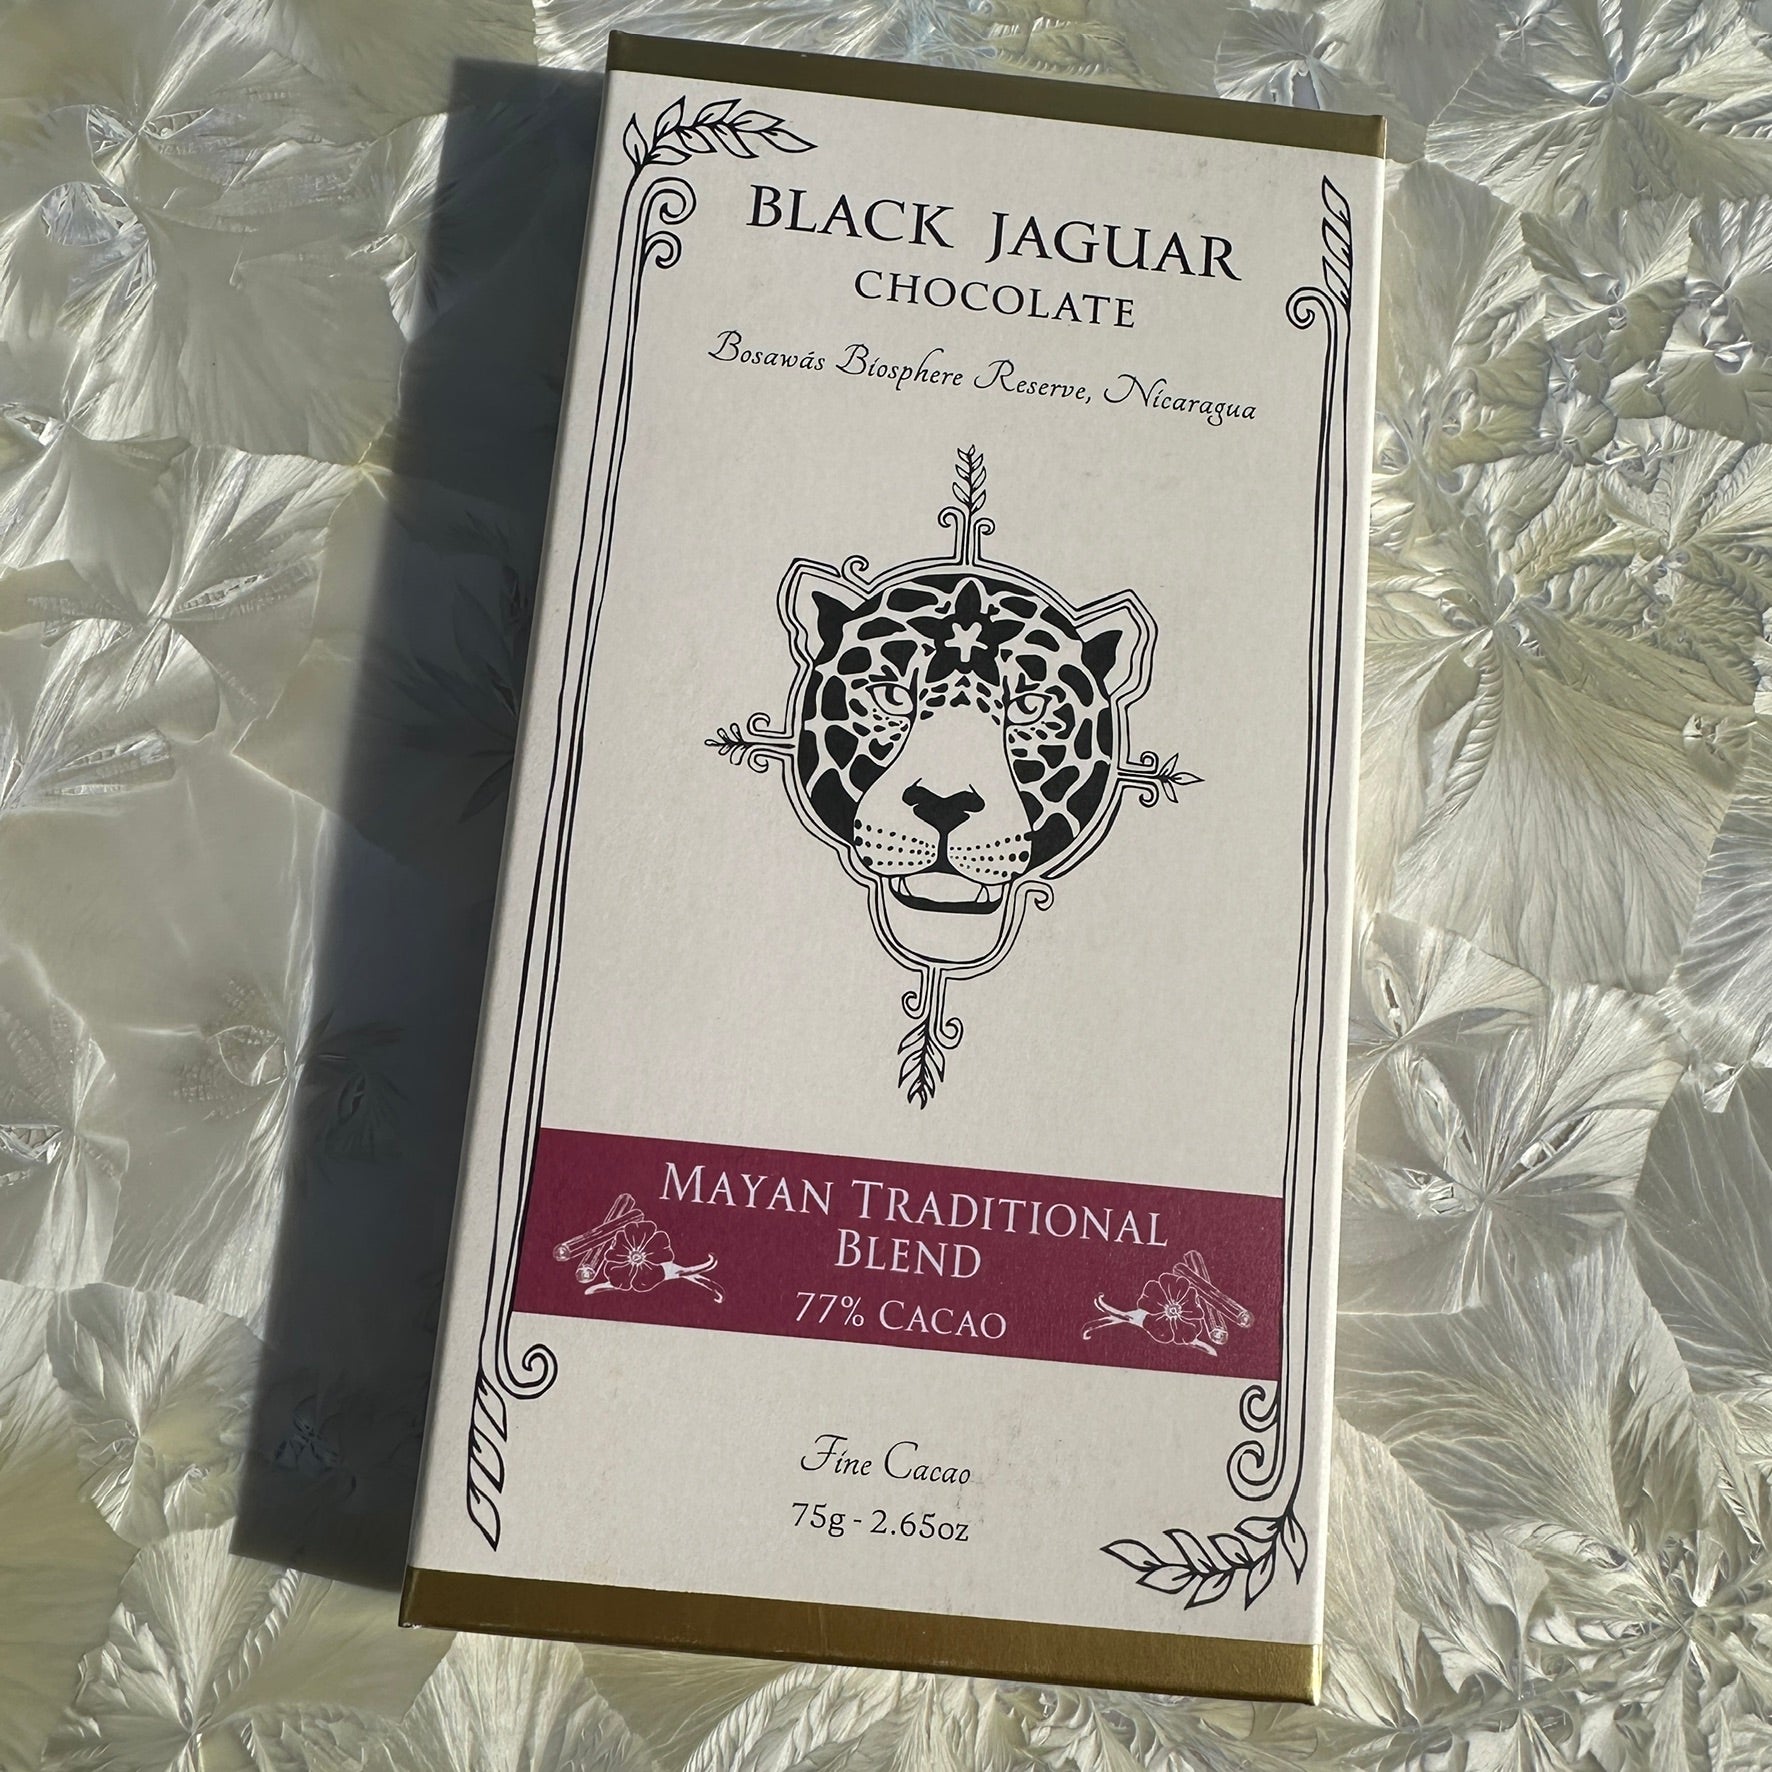 BLACK JAGUAR
CHOCOLATE
Bosawás Biosphere Reserve, Nicaragua
MAYAN TRADITIONAL
BLEND
77% CACAO
Fine Cacao
75g - 2.65oz